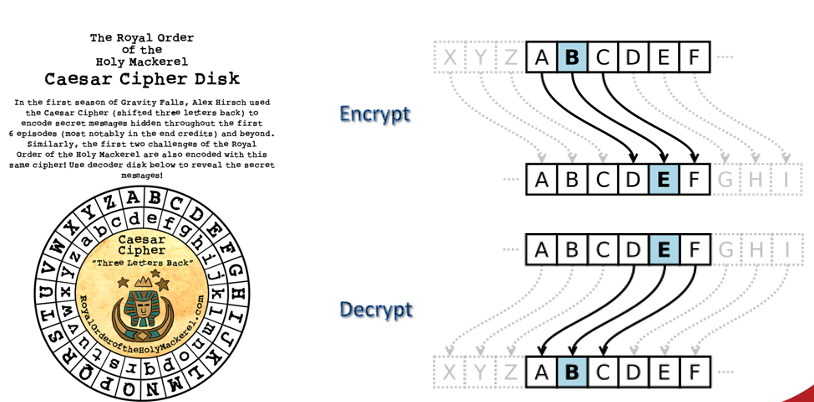 The Royal Order
of the
Holy Mackerel
Caesar Cipher Disk
In the first season of Gravity Falls, Alex Hirsch used
the Caesar Cipher (shifted three letters back) to
encode secret messages hidden throughout the first
6 episodes (most notably in the end credits) and beyond.
Similarly, the first two challenges of the Royal
Order of the Holy Mackerel are also encoded with this
same cipher! Use decoder disk below to reveal the secret
messages!
A B C D E F G H I J K L M N O P Q R S T U V W X Y Z
a b c d e f g h i j k l m n o p q r s t u v w x y z
Caesar
Cipher
"Three Letters Back"
RoyalOrderoftheHolyMackerel.com
Encrypt
X Y Z A B C D E F
A B C D E F G H I
Decrypt
A B C D E F G H I
X Y Z A B C D E F